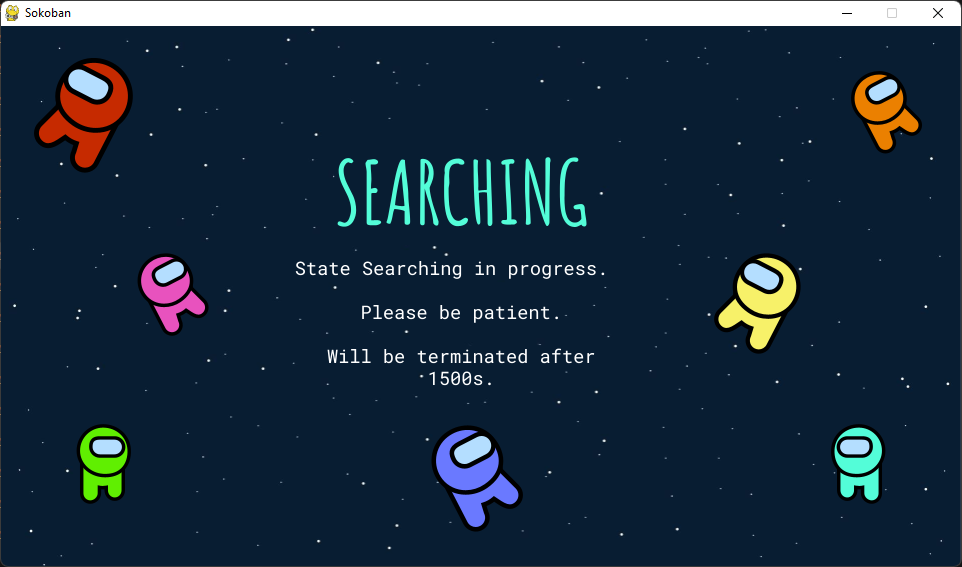 Sokoban
SEARCHING
State Searching in progress.
Please be patient.
Will be terminated after
1500s.